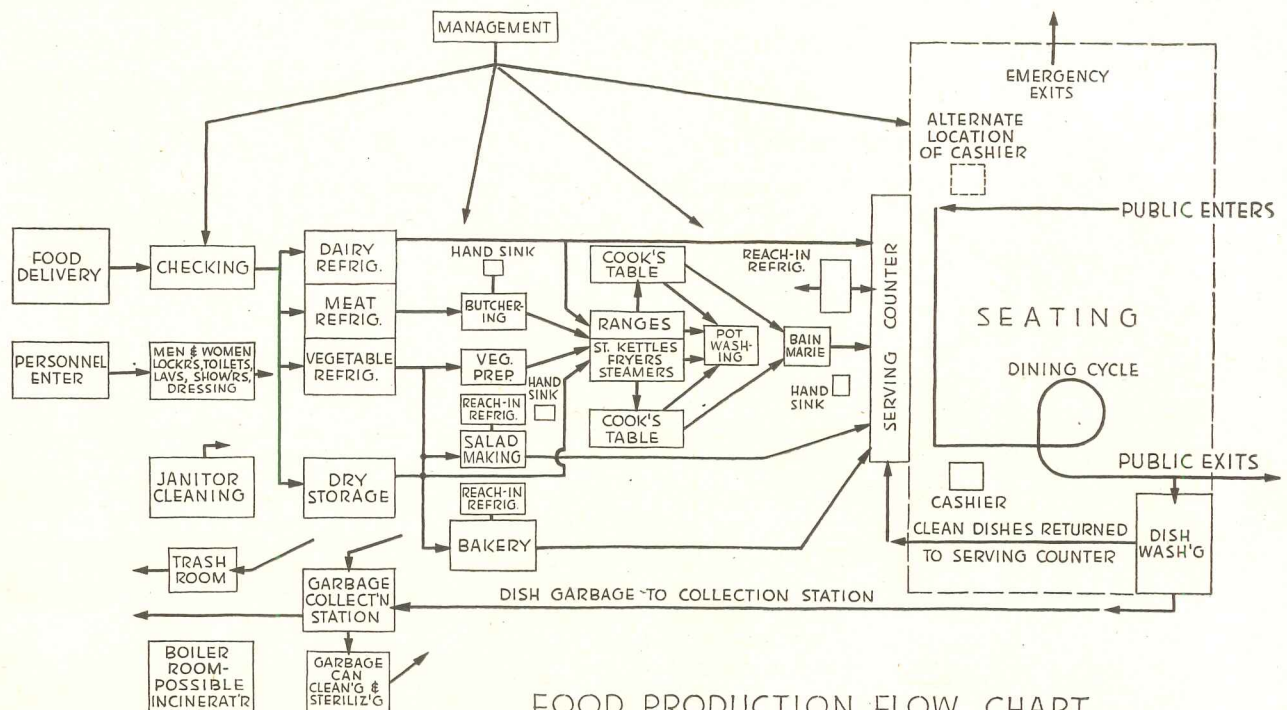 MANAGEMENT
EMERGENCY
EXITS
ALTERNATE
LOCATION
OF CASHIER
PUBLIC ENTERS
FOOD
DELIVERY
CHECKING
DAIRY
REFRIG.
HAND SINK
COOK'S
TABLE
REACH-IN
REFRIG.
SERVING COUNTER
MEAT
REFRIG.
BUTCHER-
ING
RANGES
POT
WASH-
ING
BAIN
MARIE
SEATING
PERSONNEL
ENTER
MEN & WOMEN
LOCKRS, TOILETS,
LAVS, SHOWRS,
DRESSING
VEGETABLE
REFRIG.
VEG.
PREP.
ST. KETTLES
FRYERS
STEAMERS
HAND
SINK
DINING CYCLE
HAND
SINK
REACH-IN
REFRIG.
COOK'S
TABLE
SALAD
MAKING
JANITOR
CLEANING
DRY
STORAGE
REACH-IN
REFRIG.
BAKERY
CASHIER
PUBLIC EXITS
CLEAN DISHES RETURNED
TO SERVING COUNTER
DISH
WASH'G
TRASH
ROOM
GARBAGE
COLLECT'N
STATION
DISH GARBAGE TO COLLECTION STATION
BOILER
ROOM-
POSSIBLE
INCINERAT'R
GARBAGE
CAN
CLEAN'G &
STERILIZ'G
FOOD PRODUCTION FLOW CHART